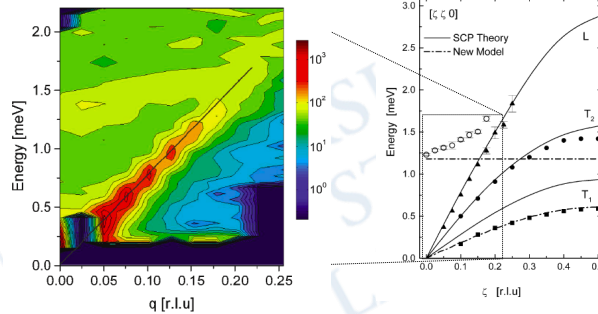 2.0
1.5
1.0
0.5
0.0
Energy [meV]
0.00
0.05
0.10
0.15
0.20
0.25
q [r.l.u]
10³
10²
10¹
10⁰
3.0
2.5
2.0
1.5
1.0
0.5
0.0
Energy [meV]
[ζ ζ 0]
SCP Theory
New Model
L
T₂
T₁
0.0
0.1
0.2
0.3
0.4
0.5
ζ [r.l.u]